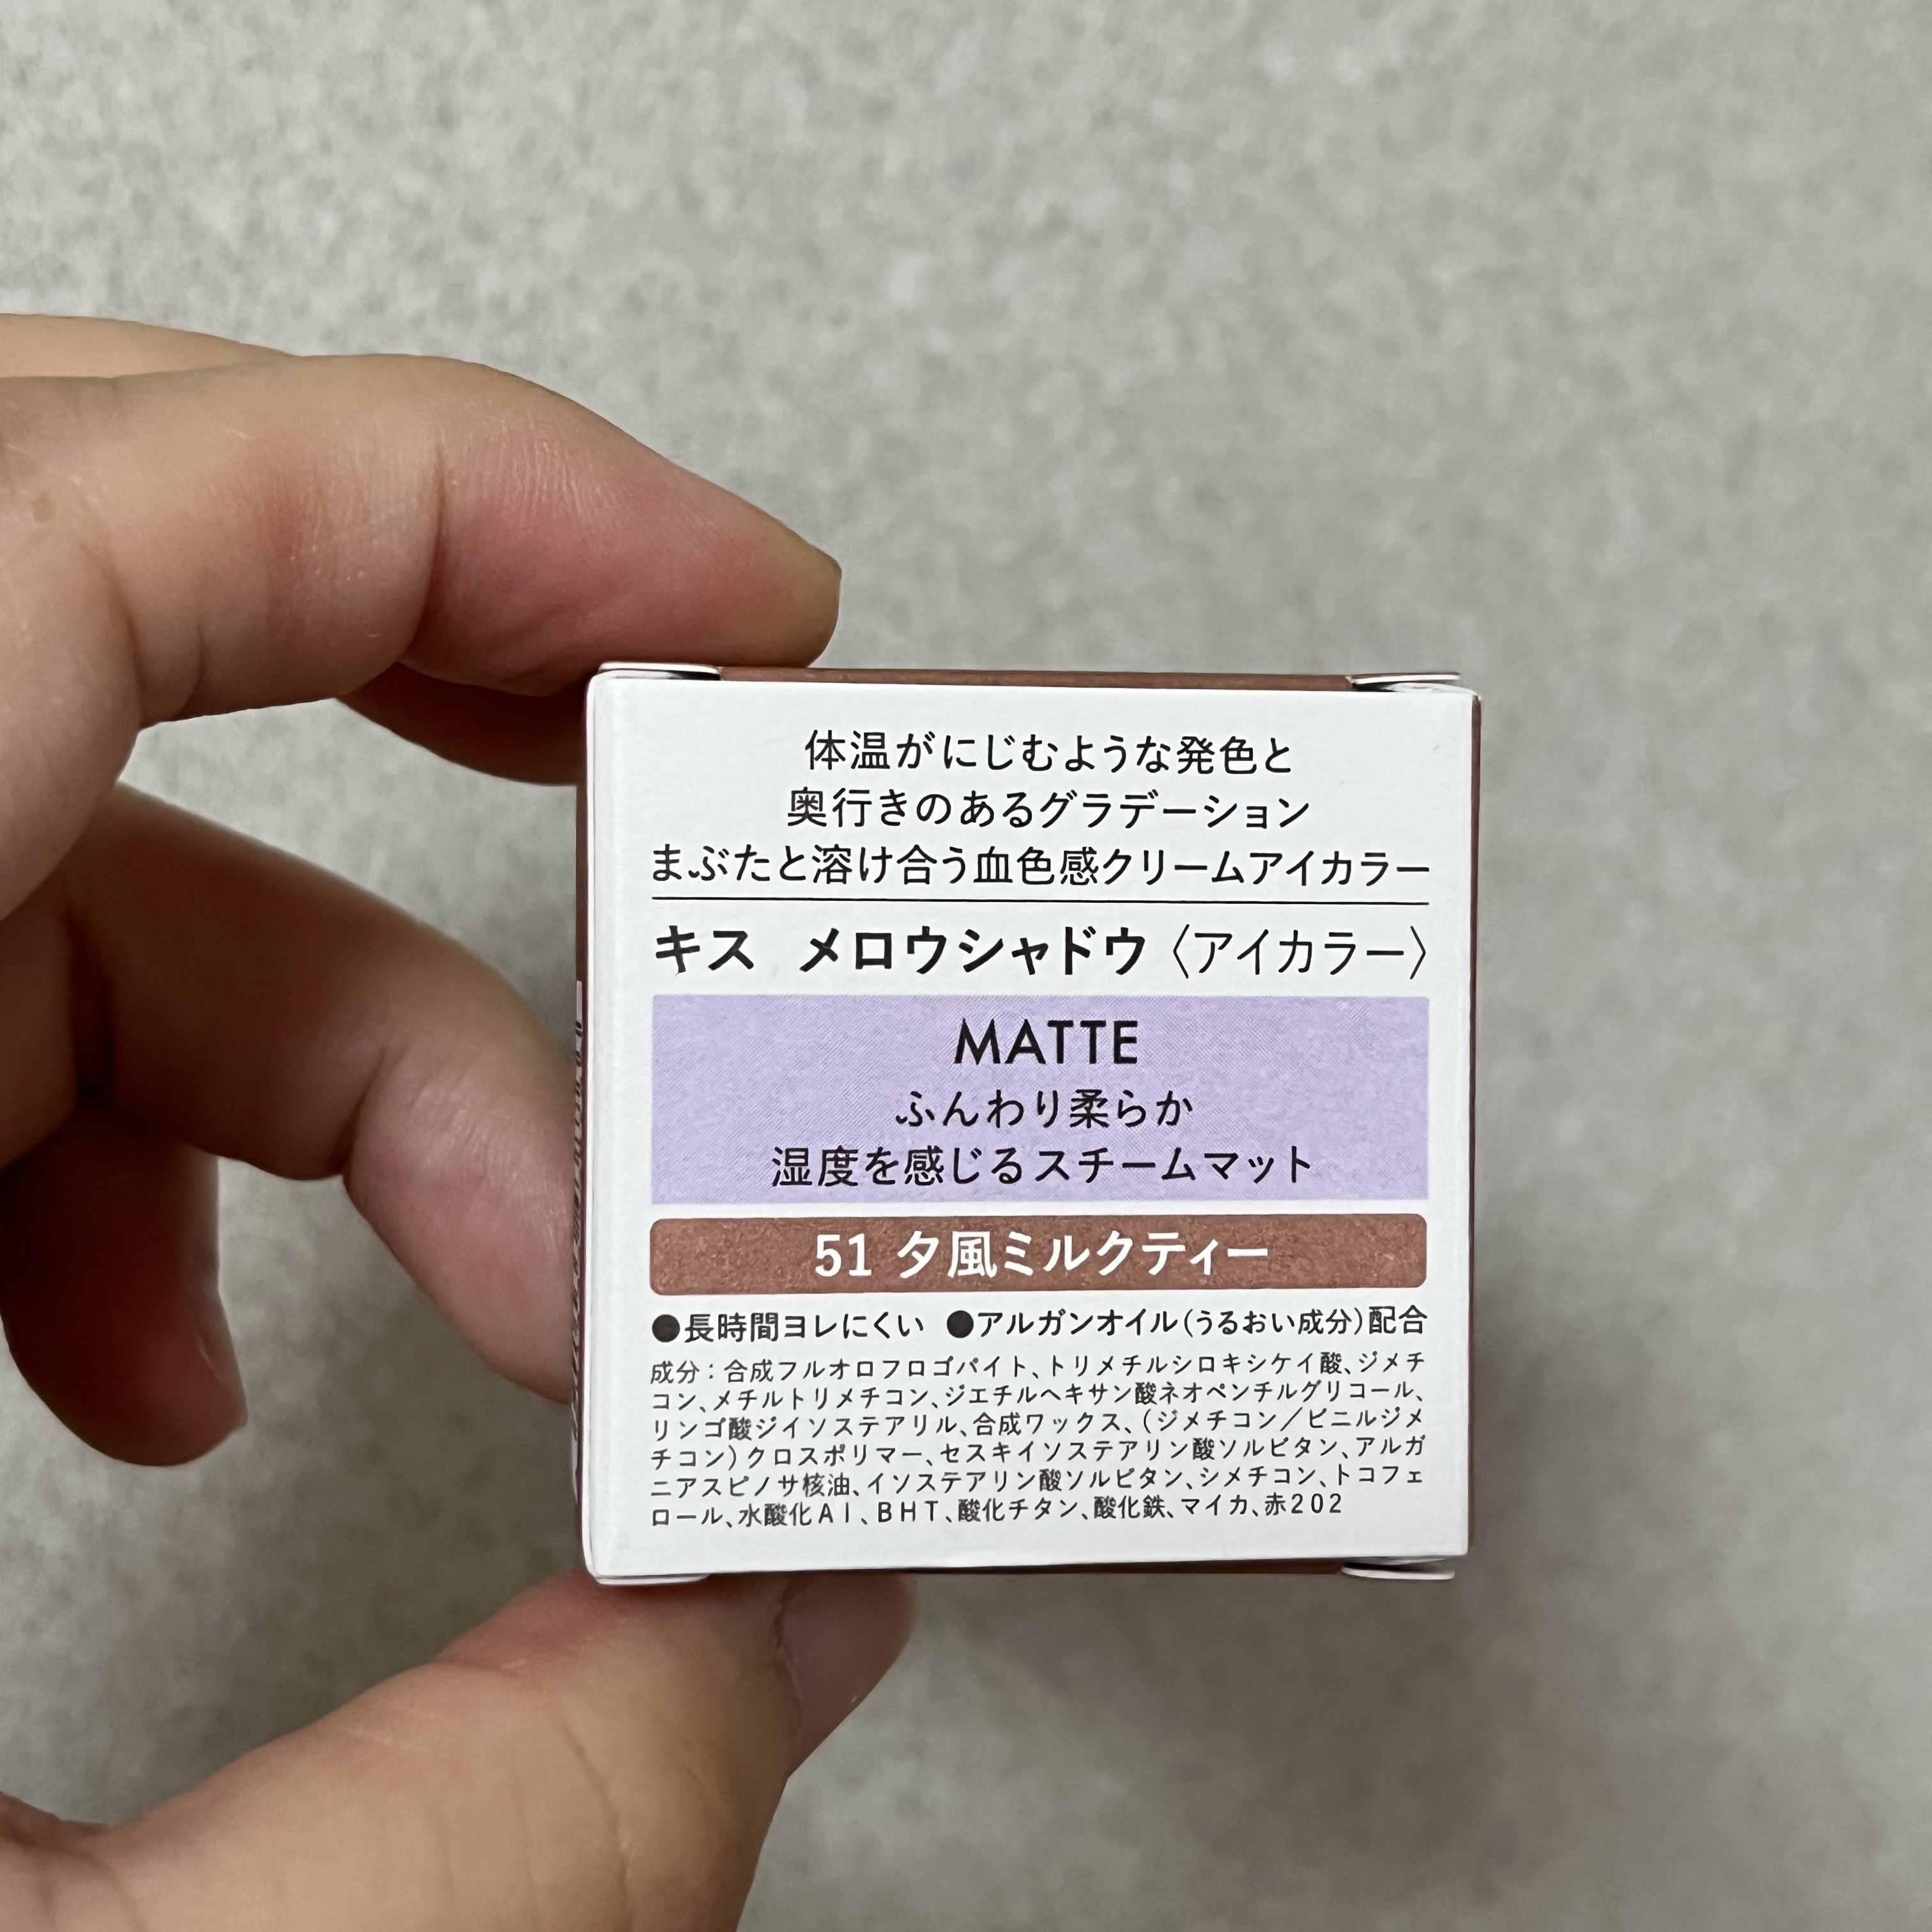 体温がにじむような発色と
奥行きのあるグラデーション
まぶたと溶け合う血色感クリームアイカラー
キス メロウシャドウ〈アイカラー〉
MATTE
ふんわり柔らか
湿度を感じるスチームマット
51 夕風ミルクティー
●長時間ヨレにくい ●アルガンオイル(うるおい成分)配合
成分：合成フルオロフロゴパイト、トリメチルシロキシケイ酸、ジメチ
コン、メチルトリメチコン、ジエチルヘキサン酸ネオペンチルグリコール、
リンゴ酸ジイソステアリル、合成ワックス、(ジメチコン／ビニルジメ
チコン)クロスポリマー、セスキイソステアリン酸ソルビタン、アルガ
ニアスピノサ核油、イソステアリン酸ソルビタン、シメチコン、トコフェ
ロール、水酸化Al、BHT、酸化チタン、酸化鉄、マイカ、赤202